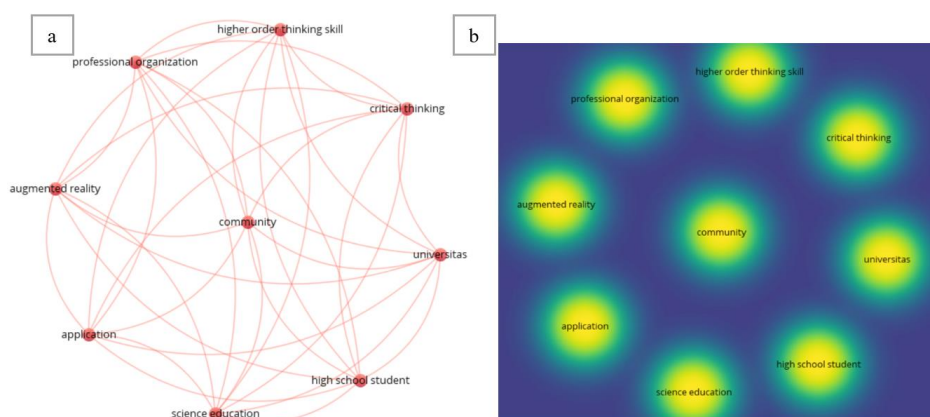 a
higher order thinking skill
professional organization
critical thinking
augmented reality
community
universitas
application
high school student
science education
b
higher order thinking skill
professional organization
critical thinking
augmented reality
community
universitas
application
high school student
science education